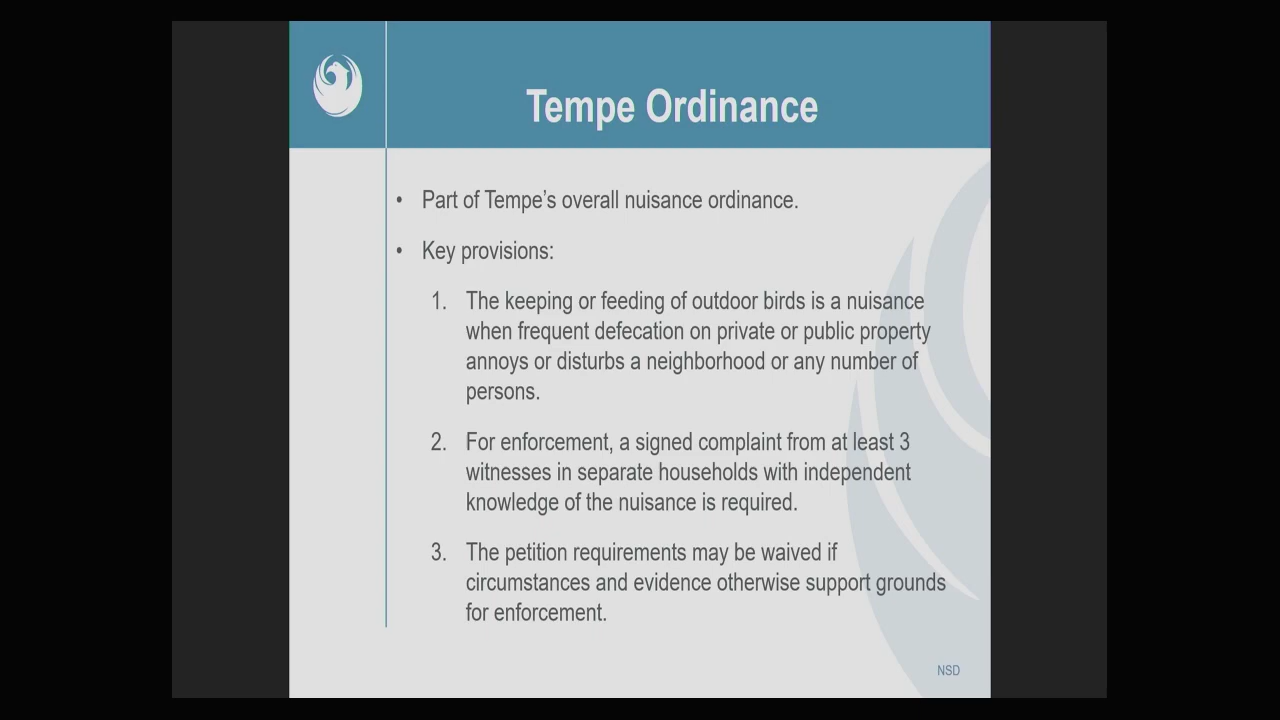 Tempe Ordinance
• Part of Tempe’s overall nuisance ordinance.
• Key provisions:
1. The keeping or feeding of outdoor birds is a nuisance
when frequent defecation on private or public property
annoys or disturbs a neighborhood or any number of
persons.
2. For enforcement, a signed complaint from at least 3
witnesses in separate households with independent
knowledge of the nuisance is required.
3. The petition requirements may be waived if
circumstances and evidence otherwise support grounds
for enforcement.
NSD